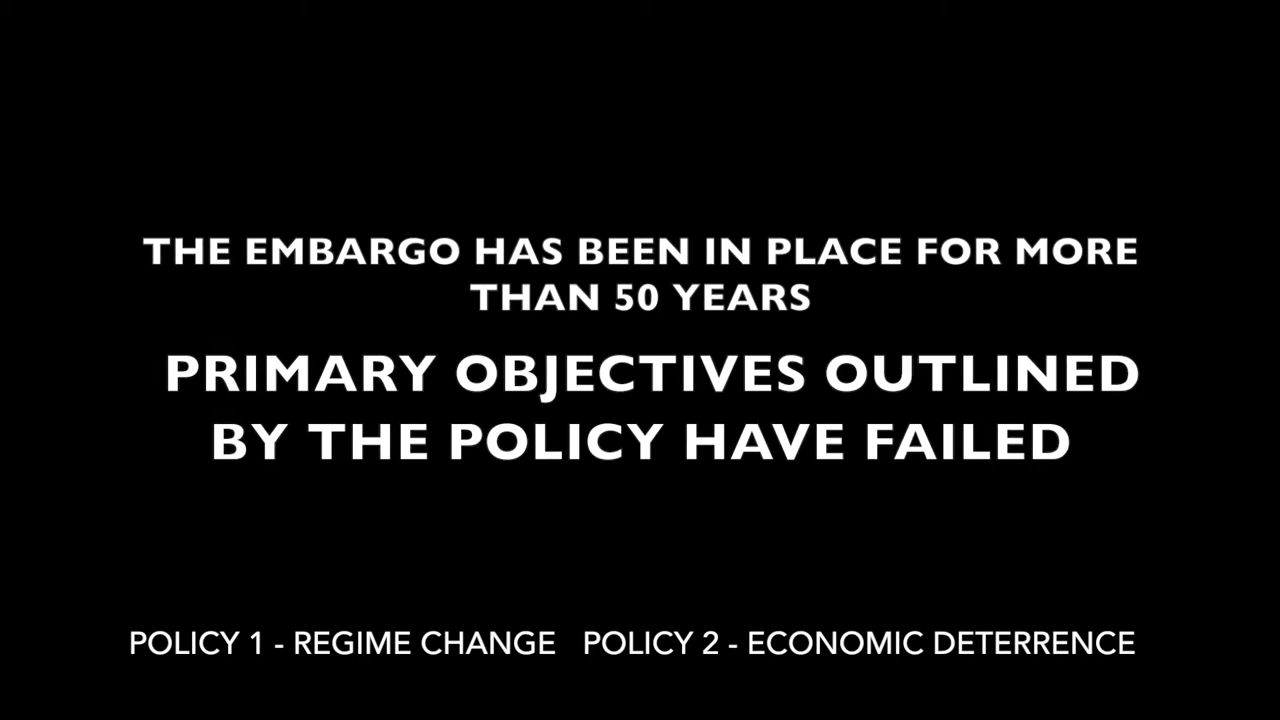 THE EMBARGO HAS BEEN IN PLACE FOR MORE
THAN 50 YEARS
PRIMARY OBJECTIVES OUTLINED
BY THE POLICY HAVE FAILED
POLICY 1 - REGIME CHANGE POLICY 2 - ECONOMIC DETERRENCE